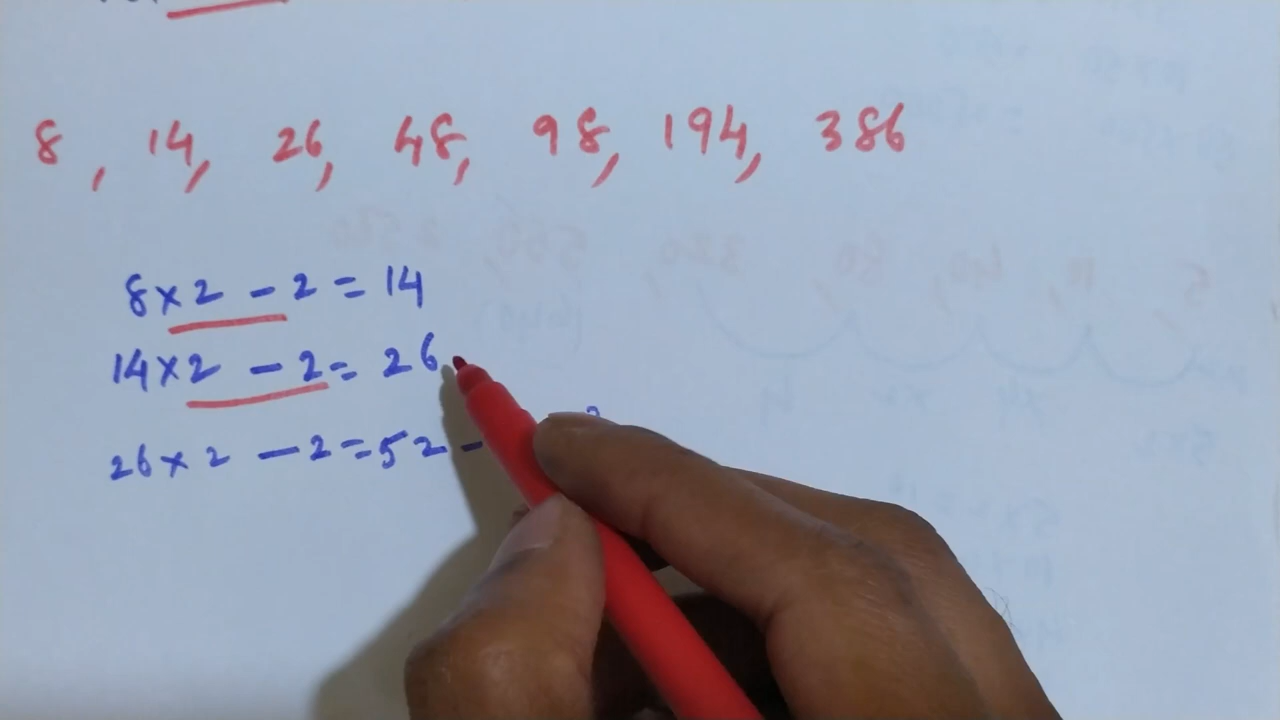 8, 14, 26, 48, 98, 194, 386
8×2 - 2 = 14
14×2 - 2 = 26
26×2 - 2 = 52 -